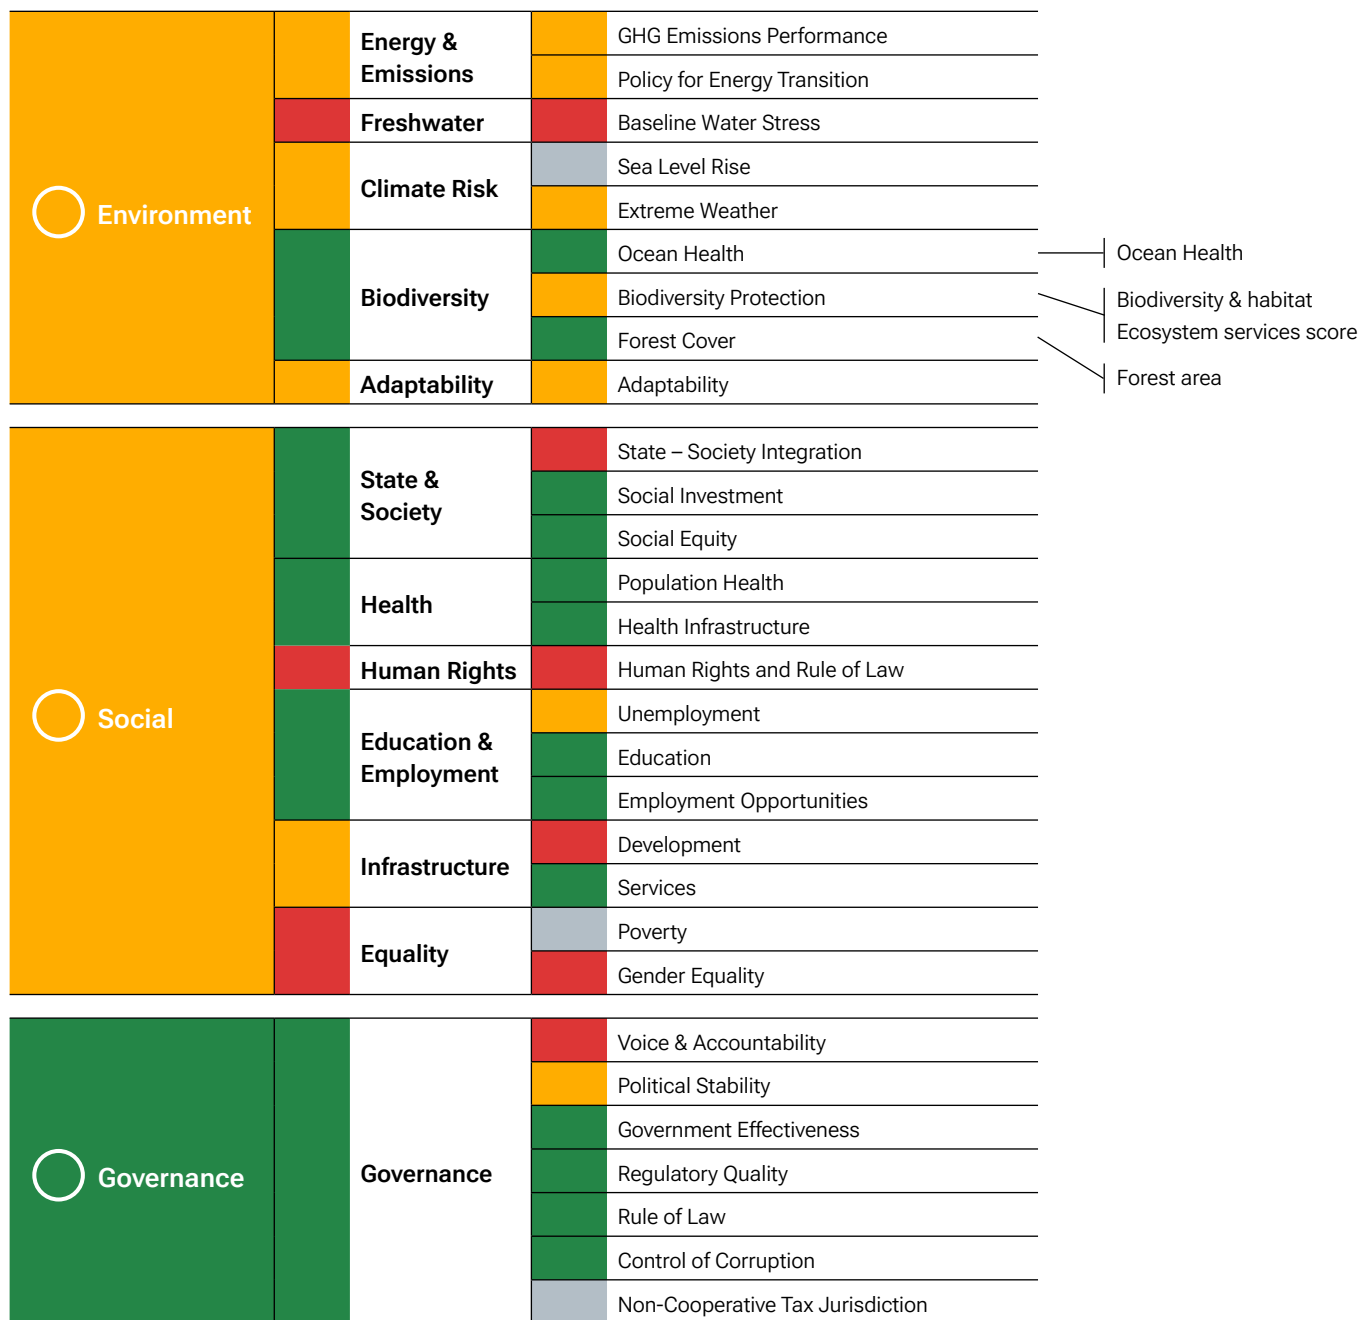 Environment
Energy &
Emissions
GHG Emissions Performance
Policy for Energy Transition
Freshwater
Baseline Water Stress
Climate Risk
Sea Level Rise
Extreme Weather
Biodiversity
Ocean Health
Biodiversity Protection
Forest Cover
Ocean Health
Biodiversity & habitat
Ecosystem services score
Forest area
Adaptability
Adaptability
Social
State &
Society
State – Society Integration
Social Investment
Social Equity
Health
Population Health
Health Infrastructure
Human Rights
Human Rights and Rule of Law
Education &
Employment
Unemployment
Education
Employment Opportunities
Infrastructure
Development
Services
Equality
Poverty
Gender Equality
Governance
Governance
Voice & Accountability
Political Stability
Government Effectiveness
Regulatory Quality
Rule of Law
Control of Corruption
Non-Cooperative Tax Jurisdiction